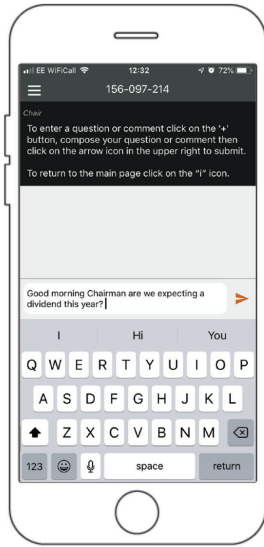 EE WiFiCall 12:32 72%
156-097-214
Chair
To enter a question or comment click on the '+'
button, compose your question or comment then
click on the arrow icon in the upper right to submit.
To return to the main page click on the "i" icon.
Good morning Chairman are we expecting a
dividend this year?
I Hi You
Q W E R T Y U I O P
A S D F G H J K L
Z X C V B N M
123 space return